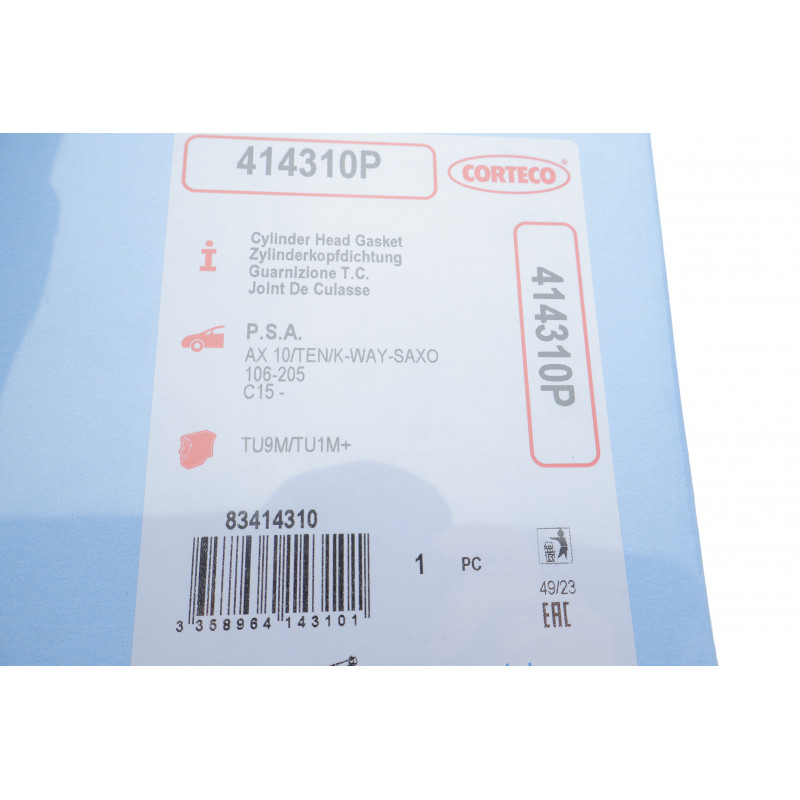 414310P
CORTECO®
Cylinder Head Gasket
Zylinderkopfdichtung
Guarnizione T.C.
Joint De Culasse
414310P
P.S.A.
AX 10/TEN/K-WAY-SAXO
106-205
C15 -
TU9M/TU1M+
83414310
3 358964 143101
1 PC
49/23
EAC